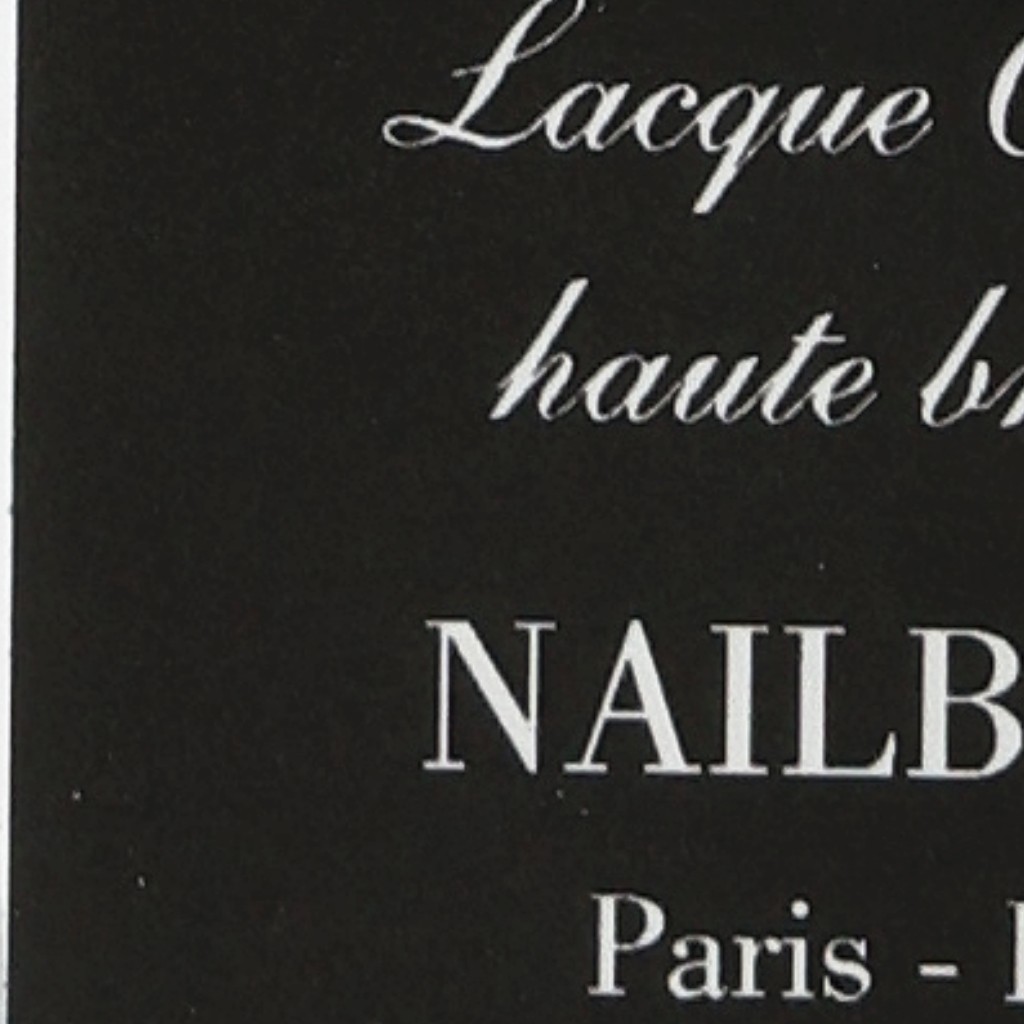 Lacque
haute
NAILB
Paris -